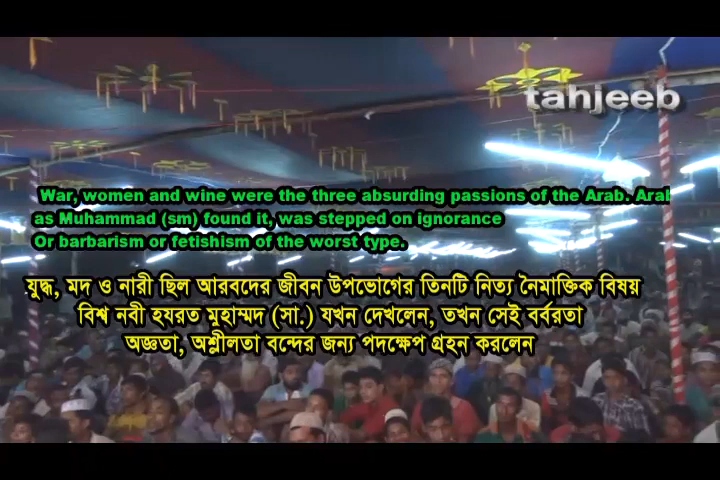 tahjeeb
War, women and wine were the three absurding passions of the Arab. Aral
as Muhammad (sm) found it, was stepped on ignorance
Or barbarism or fetishism of the worst type.
যুদ্ধ, মদ ও নারী ছিল আরবদের জীবন উপভোগের তিনটি নিত্য নৈমাক্তিক বিষয়
বিশ্ব নবী হযরত মুহাম্মদ (সা.) যখন দেখলেন, তখন সেই বর্বরতা
অজ্ঞতা, অশ্লীলতা বন্দের জন্য পদক্ষেপ গ্রহন করলেন